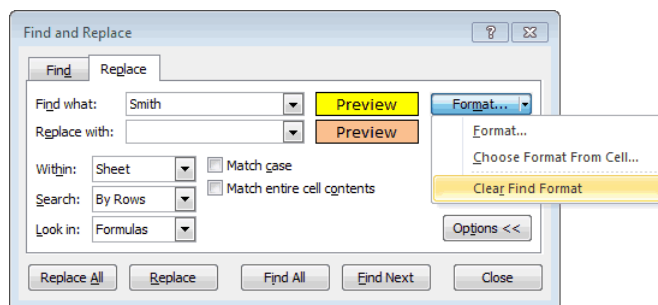 Find and Replace
Find Replace
Find what: Smith Preview Format...
Replace with: Preview
Format...
Choose Format From Cell...
Within: Sheet Match case
Match entire cell contents
Clear Find Format
Search: By Rows
Look in: Formulas Options <<
Replace All Replace Find All Find Next Close